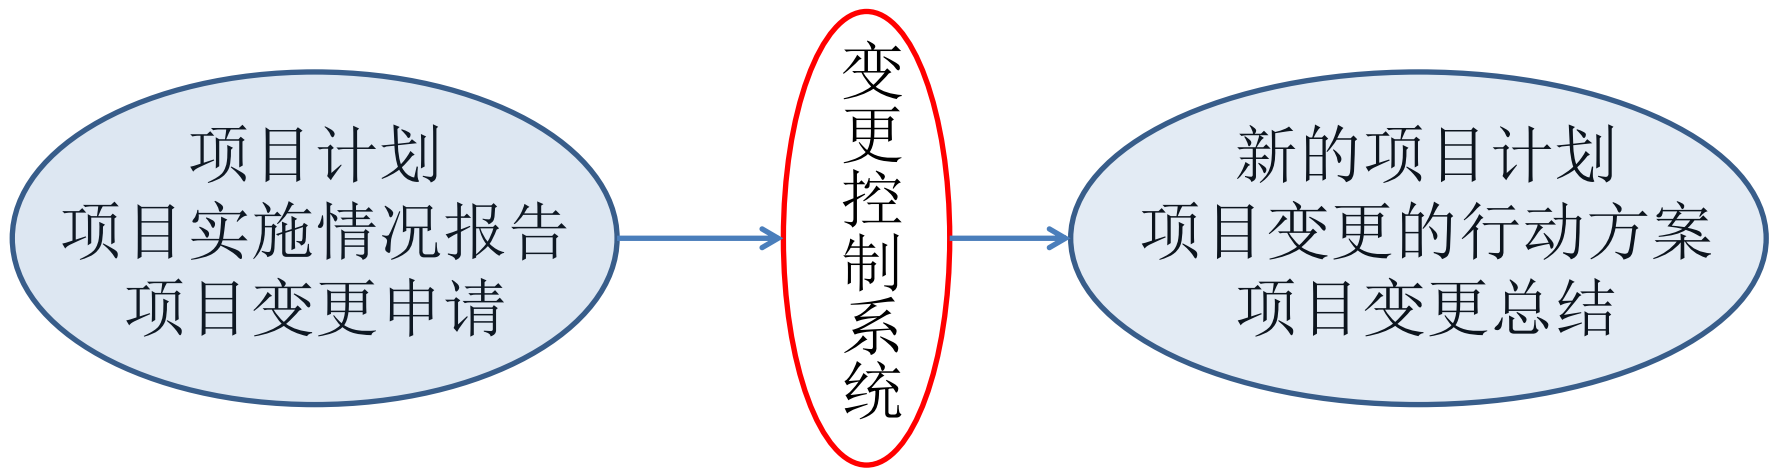 项目计划
项目实施情况报告
项目变更申请
变更控制系统
新的项目计划
项目变更的行动方案
项目变更总结